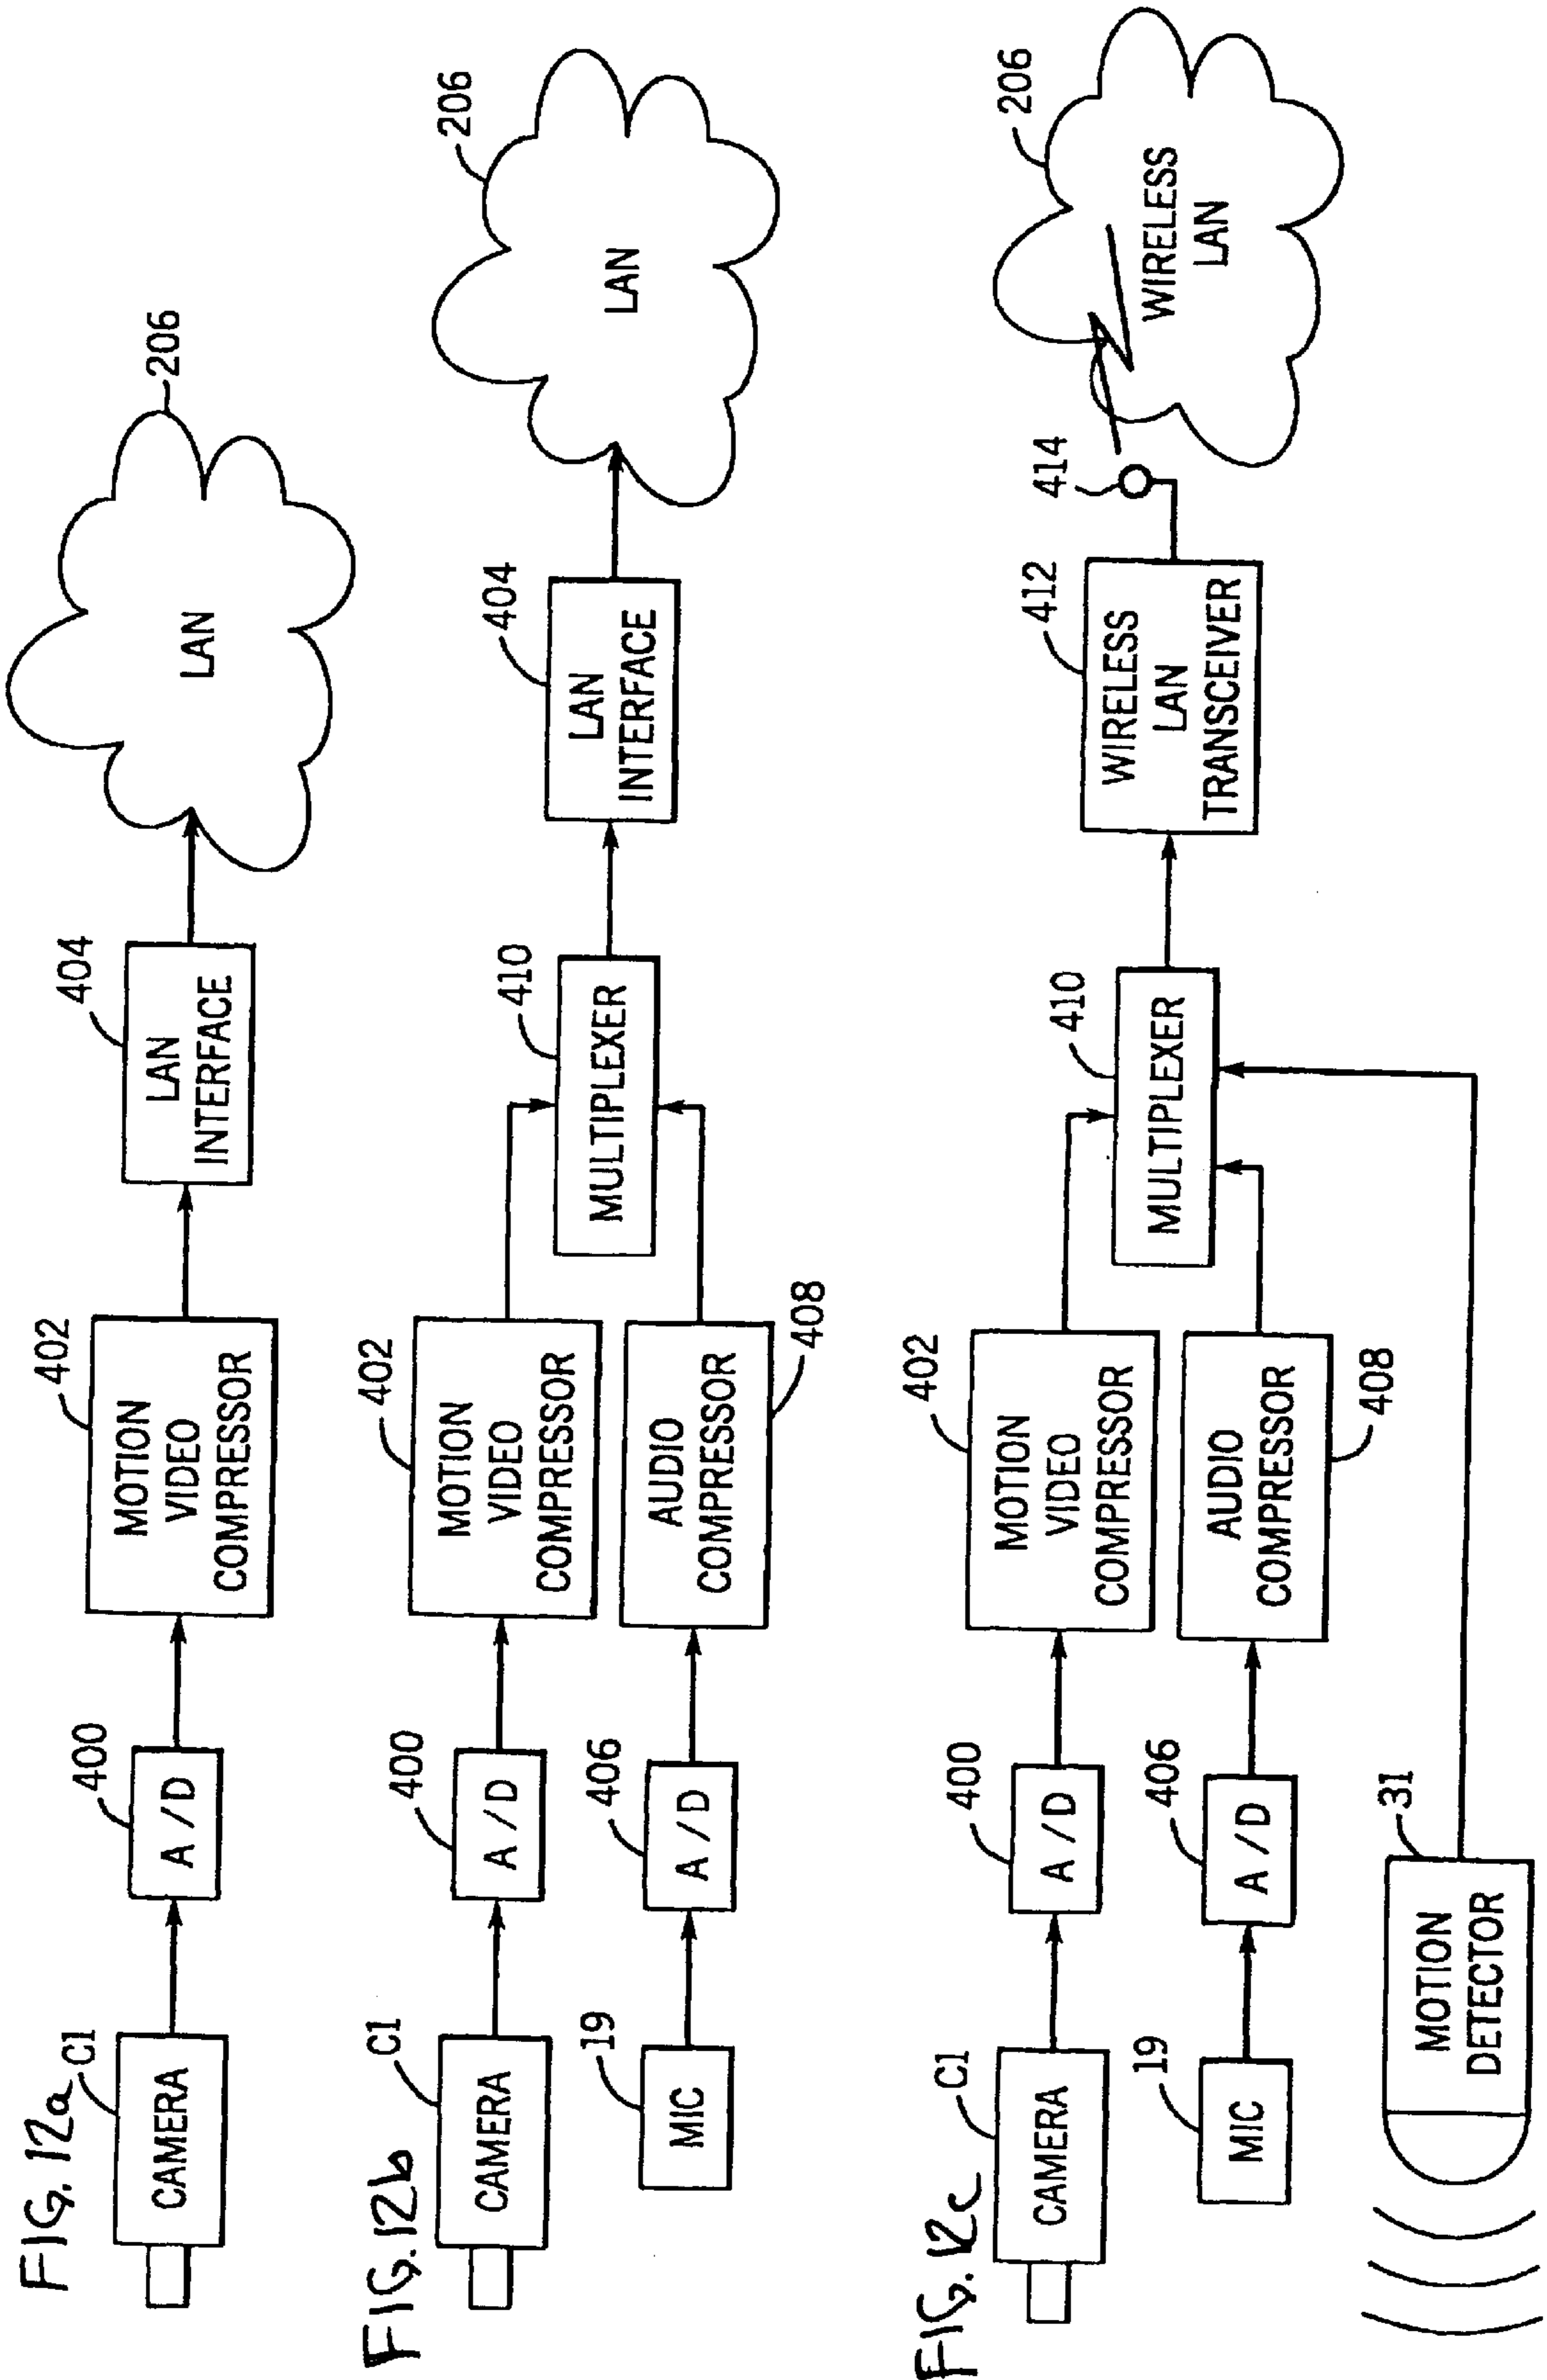 FIG. 12a
C1
CAMERA
400
A/D
402
MOTION
VIDEO
COMPRESSOR
404
LAN
INTERFACE
206
LAN
FIG. 12b
C1
CAMERA
400
A/D
402
MOTION
VIDEO
COMPRESSOR
19
MIC
406
A/D
AUDIO
COMPRESSOR
408
410
MULTIPLEXER
404
LAN
INTERFACE
206
LAN
FIG. 12c
C1
CAMERA
400
A/D
402
MOTION
VIDEO
COMPRESSOR
19
MIC
406
A/D
AUDIO
COMPRESSOR
408
31
MOTION
DETECTOR
410
MULTIPLEXER
412
WIRELESS
LAN
TRANSCEIVER
414
206
WIRELESS
LAN